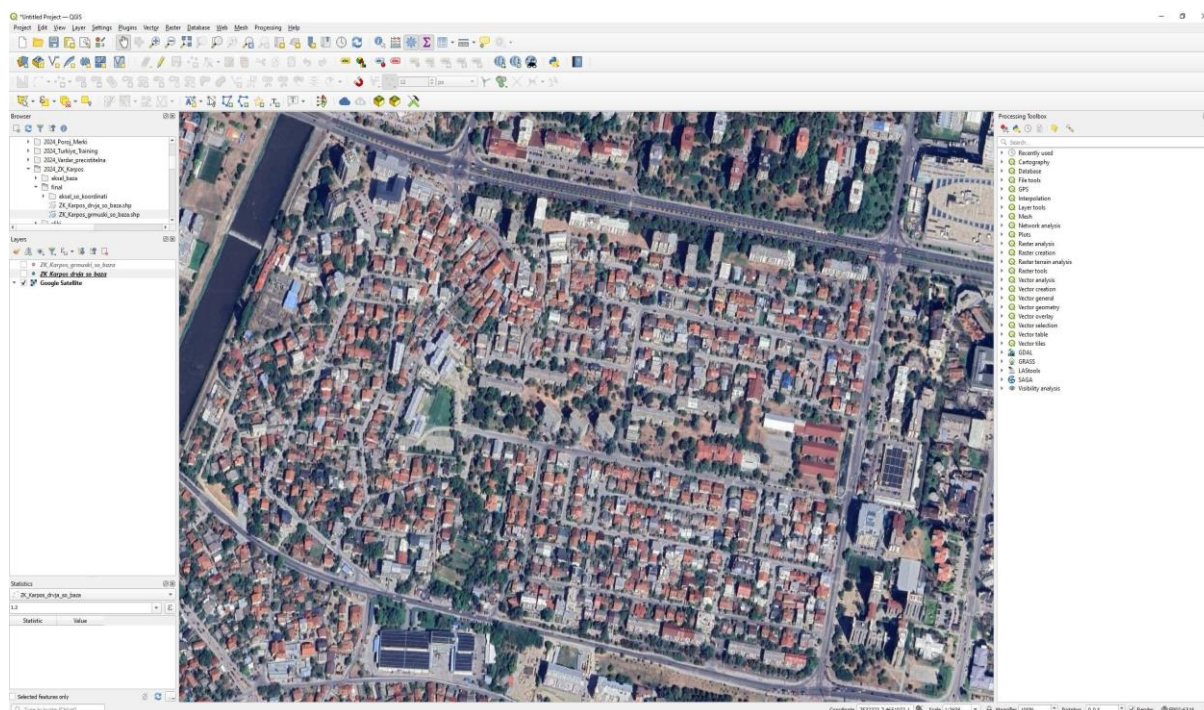 *Untitled Project — QGIS
Project Edit View Layer Settings Plugins Vector Raster Database Web Mesh Processing Help
Browser
2024_Poroj_Merki
2024_Turkiye_Training
2024_Vardar_precistitelna
2024_ZK_Karpos
aksel_baza
final
aksel_so_koordinati
ZK_Karpos_drvja_so_baza.shp
ZK_Karpos_grmuski_so_baza.shp
Layers
ZK_Karpos_grmuski_so_baza
ZK_Karpos_drvja_so_baza
Google Satellite
Statistics
ZK_Karpos_drvja_so_baza
1.3
Statistic Value
Selected features only
Processing Toolbox
Search…
Recently used
Cartography
Database
File tools
GPS
Interpolation
Layer tools
Mesh
Network analysis
Plots
Raster analysis
Raster creation
Raster terrain analysis
Raster tools
Vector analysis
Vector creation
Vector general
Vector geometry
Vector overlay
Vector selection
Vector table
Vector tiles
GDAL
GRASS
LAStools
SAGA
Visibility analysis